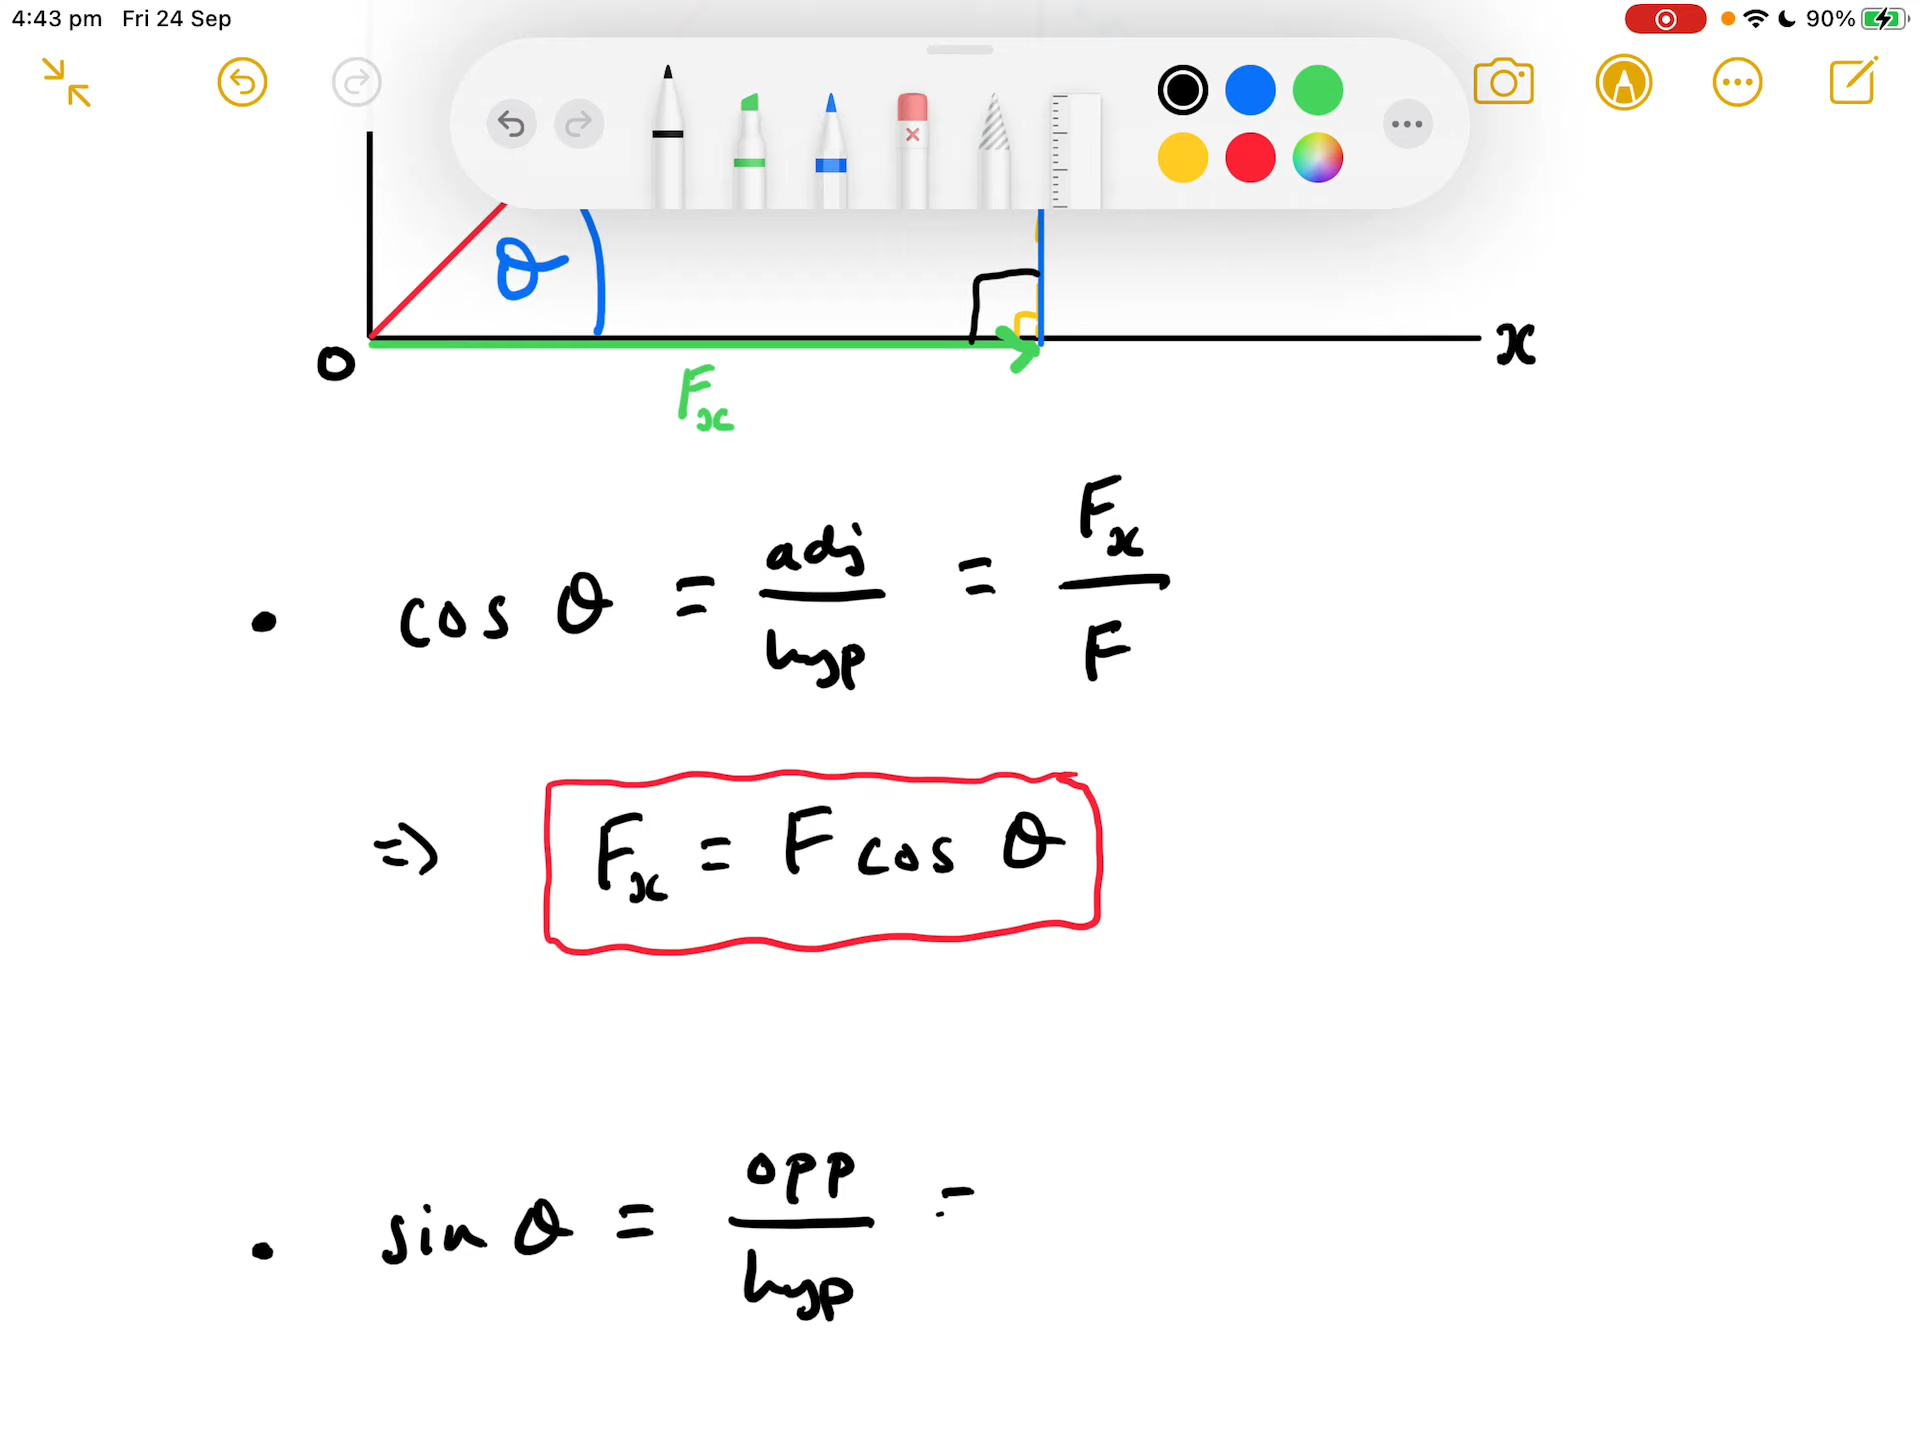 4:43 pm Fri 24 Sep 90%
θ
O x
Fx
• cos θ = adj/hyp = Fx/F
=> Fx = F cos θ
• sin θ = opp/hyp =